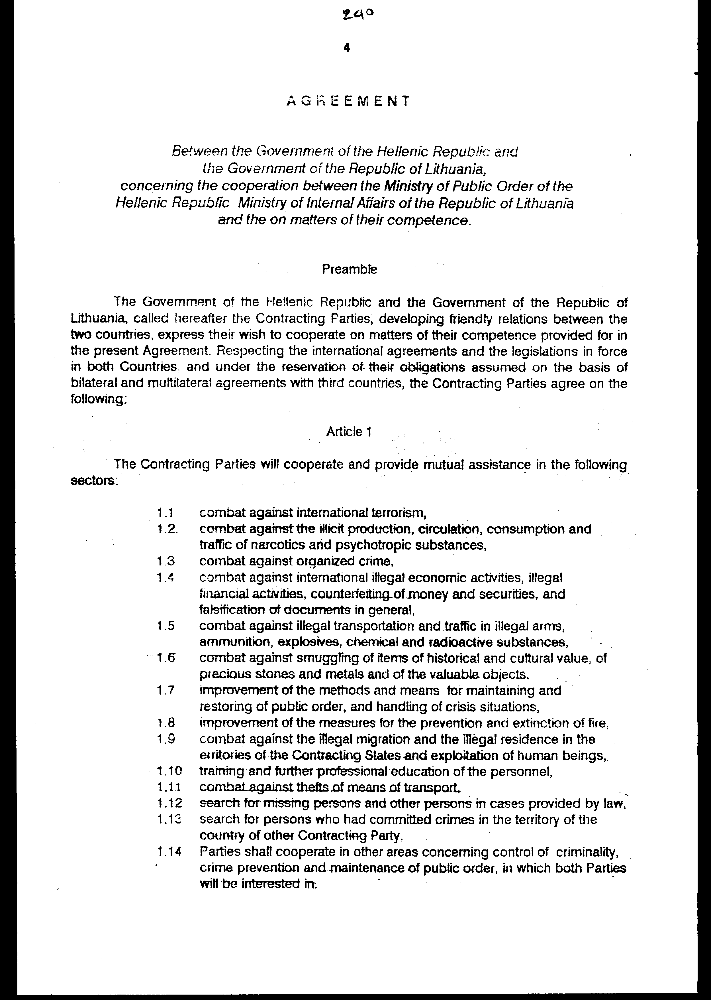 240
4
AGREEMENT
Between the Government of the Hellenic Republic and
the Government of the Republic of Lithuania,
concerning the cooperation between the Ministry of Public Order of the
Hellenic Republic Ministry of Internal Affairs of the Republic of Lithuania
and the on matters of their competence.
Preamble
The Government of the Hellenic Republic and the Government of the Republic of
Lithuania, called hereafter the Contracting Parties, developing friendly relations between the
two countries, express their wish to cooperate on matters of their competence provided for in
the present Agreement. Respecting the international agreements and the legislations in force
in both Countries, and under the reservation of their obligations assumed on the basis of
bilateral and multilateral agreements with third countries, the Contracting Parties agree on the
following:
Article 1
The Contracting Parties will cooperate and provide mutual assistance in the following
sectors:
1.1 combat against international terrorism,
1.2. combat against the illicit production, circulation, consumption and
traffic of narcotics and psychotropic substances,
1.3 combat against organized crime,
1.4 combat against international illegal economic activities, illegal
financial activities, counterfeiting of money and securities, and
falsification of documents in general,
1.5 combat against illegal transportation and traffic in illegal arms,
ammunition, explosives, chemical and radioactive substances,
1.6 combat against smuggling of items of historical and cultural value, of
precious stones and metals and of the valuable objects,
1.7 improvement of the methods and means for maintaining and
restoring of public order, and handling of crisis situations,
1.8 improvement of the measures for the prevention and extinction of fire,
1.9 combat against the illegal migration and the illegal residence in the
erritories of the Contracting States and exploitation of human beings,
1.10 training and further professional education of the personnel,
1.11 combat against thefts of means of transport,
1.12 search for missing persons and other persons in cases provided by law,
1.13 search for persons who had committed crimes in the territory of the
country of other Contracting Party,
1.14 Parties shall cooperate in other areas concerning control of criminality,
crime prevention and maintenance of public order, in which both Parties
will be interested in.